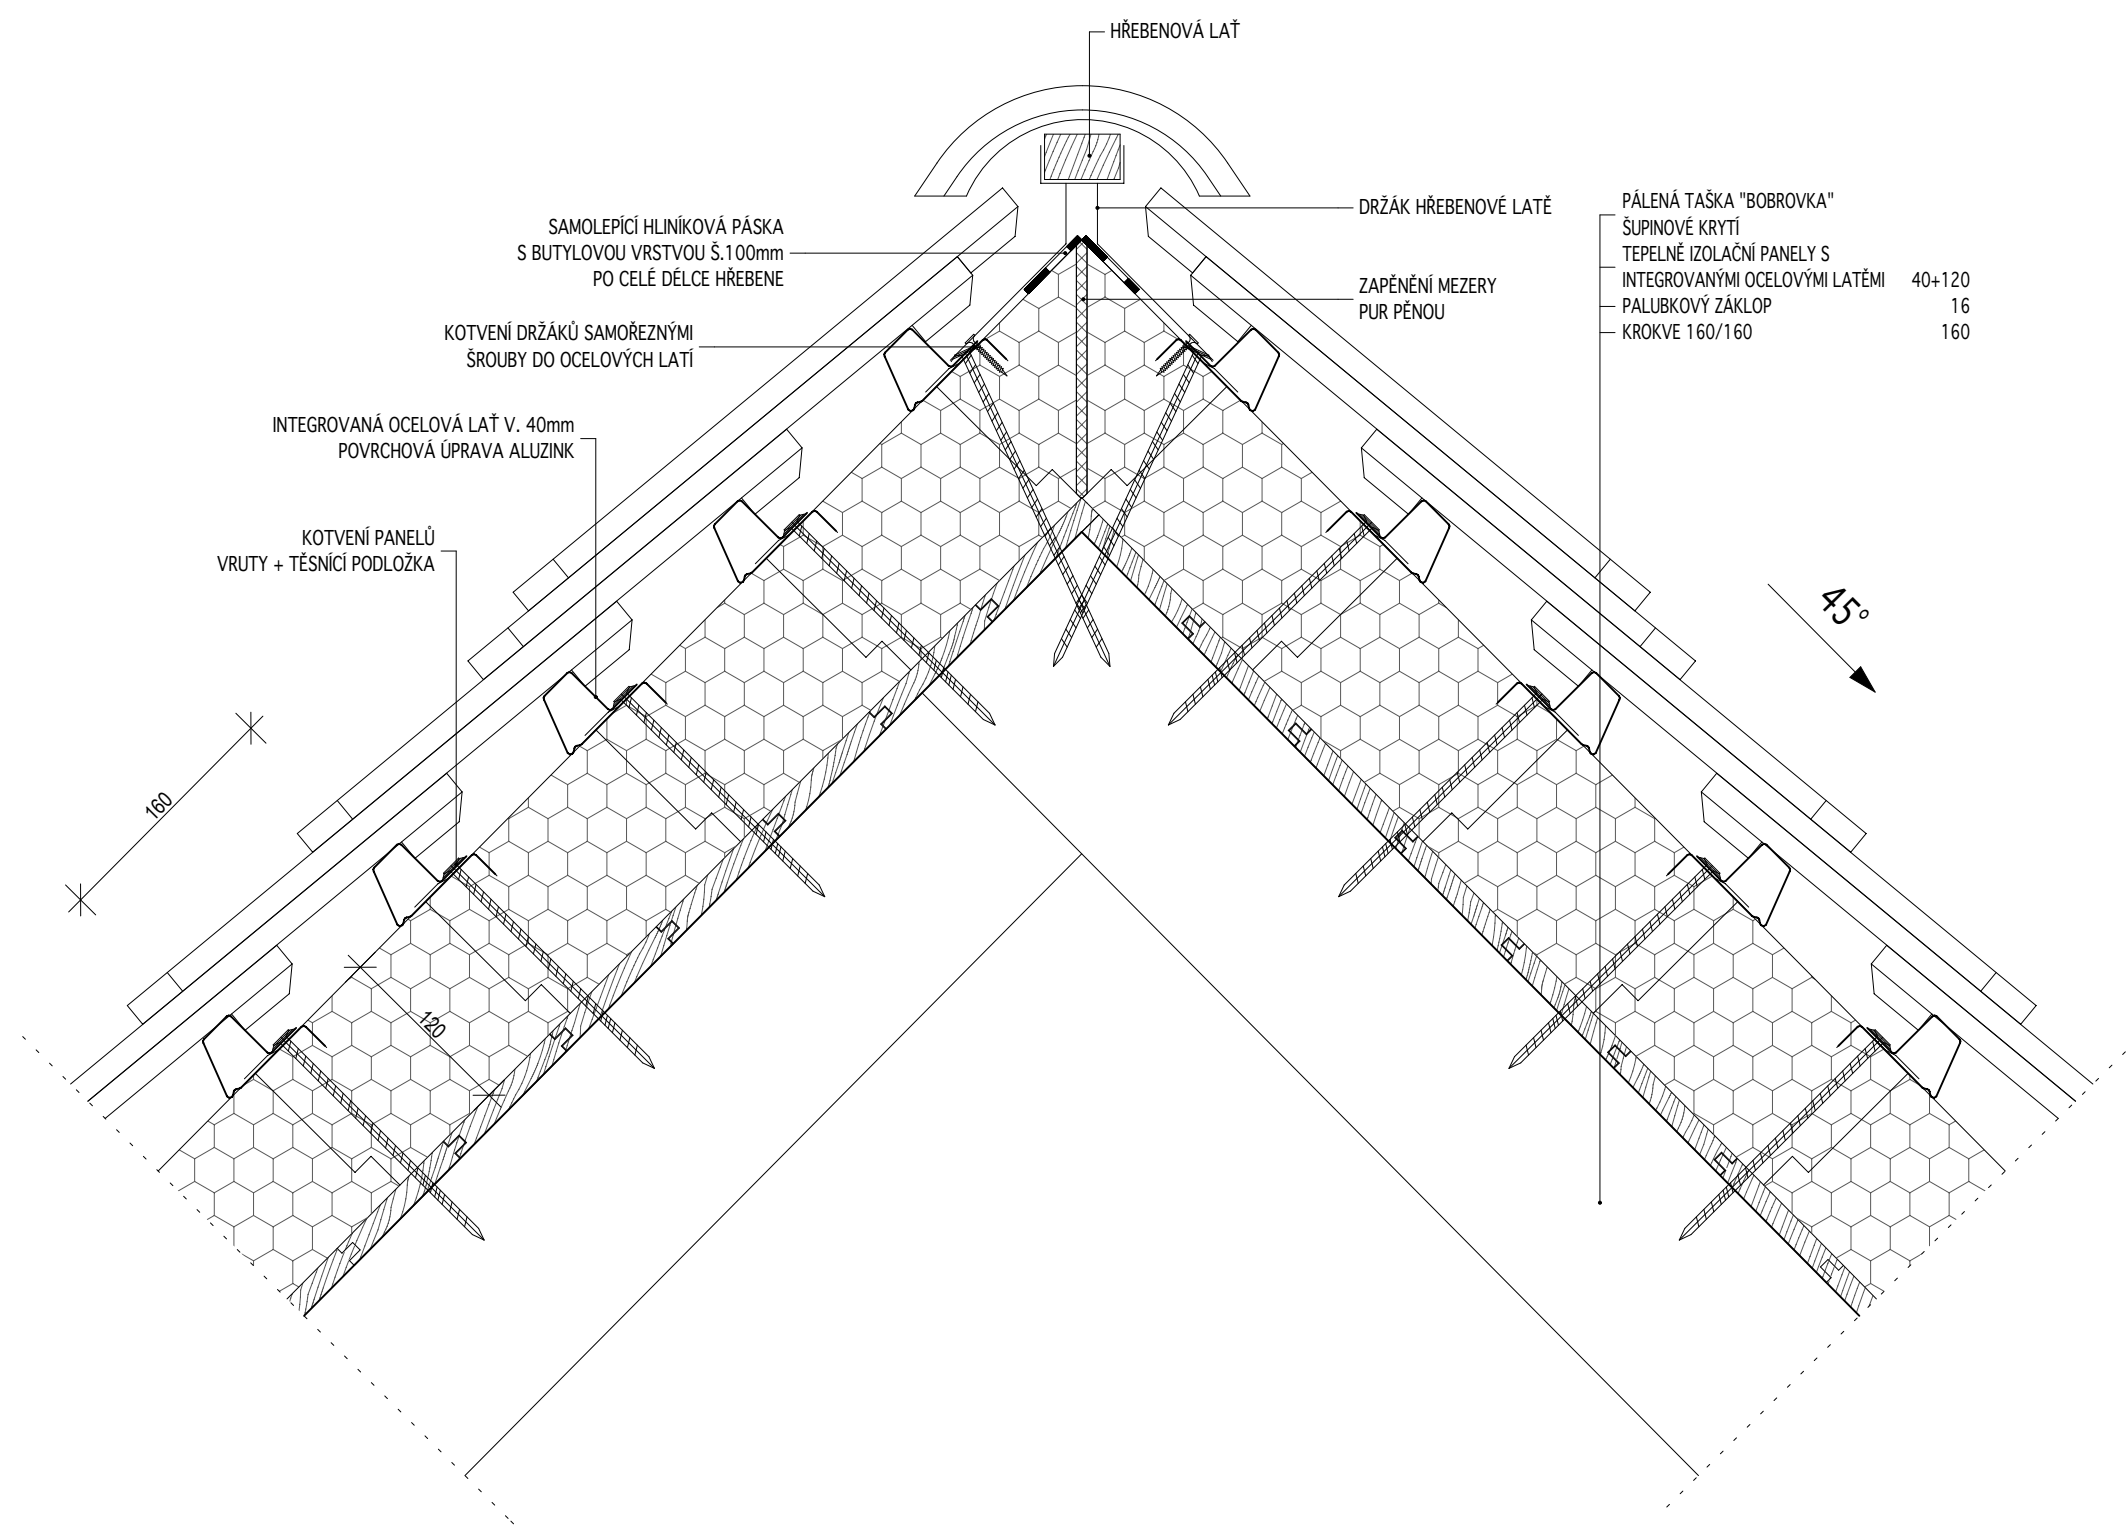 HŘEBENOVÁ LAŤ
SAMOLEPÍCÍ HLINÍKOVÁ PÁSKA
S BUTYLOVOU VRSTVOU Š.100mm
PO CELÉ DÉLCE HŘEBENE
KOTVENÍ DRŽÁKŮ SAMOŘEZNÝMI
ŠROUBY DO OCELOVÝCH LATÍ
INTEGROVANÁ OCELOVÁ LAŤ V. 40mm
POVRCHOVÁ ÚPRAVA ALUZINK
KOTVENÍ PANELŮ
VRUTY + TĚSNÍCÍ PODLOŽKA
DRŽÁK HŘEBENOVÉ LATĚ
ZAPĚNĚNÍ MEZERY
PUR PĚNOU
PÁLENÁ TAŠKA "BOBROVKA"
ŠUPINOVÉ KRYTÍ
TEPELNĚ IZOLAČNÍ PANELY S
INTEGROVANÝMI OCELOVÝMI LATĚMI 40+120
PALUBKOVÝ ZÁKLOP 16
KROKVE 160/160 160
45°
160
120